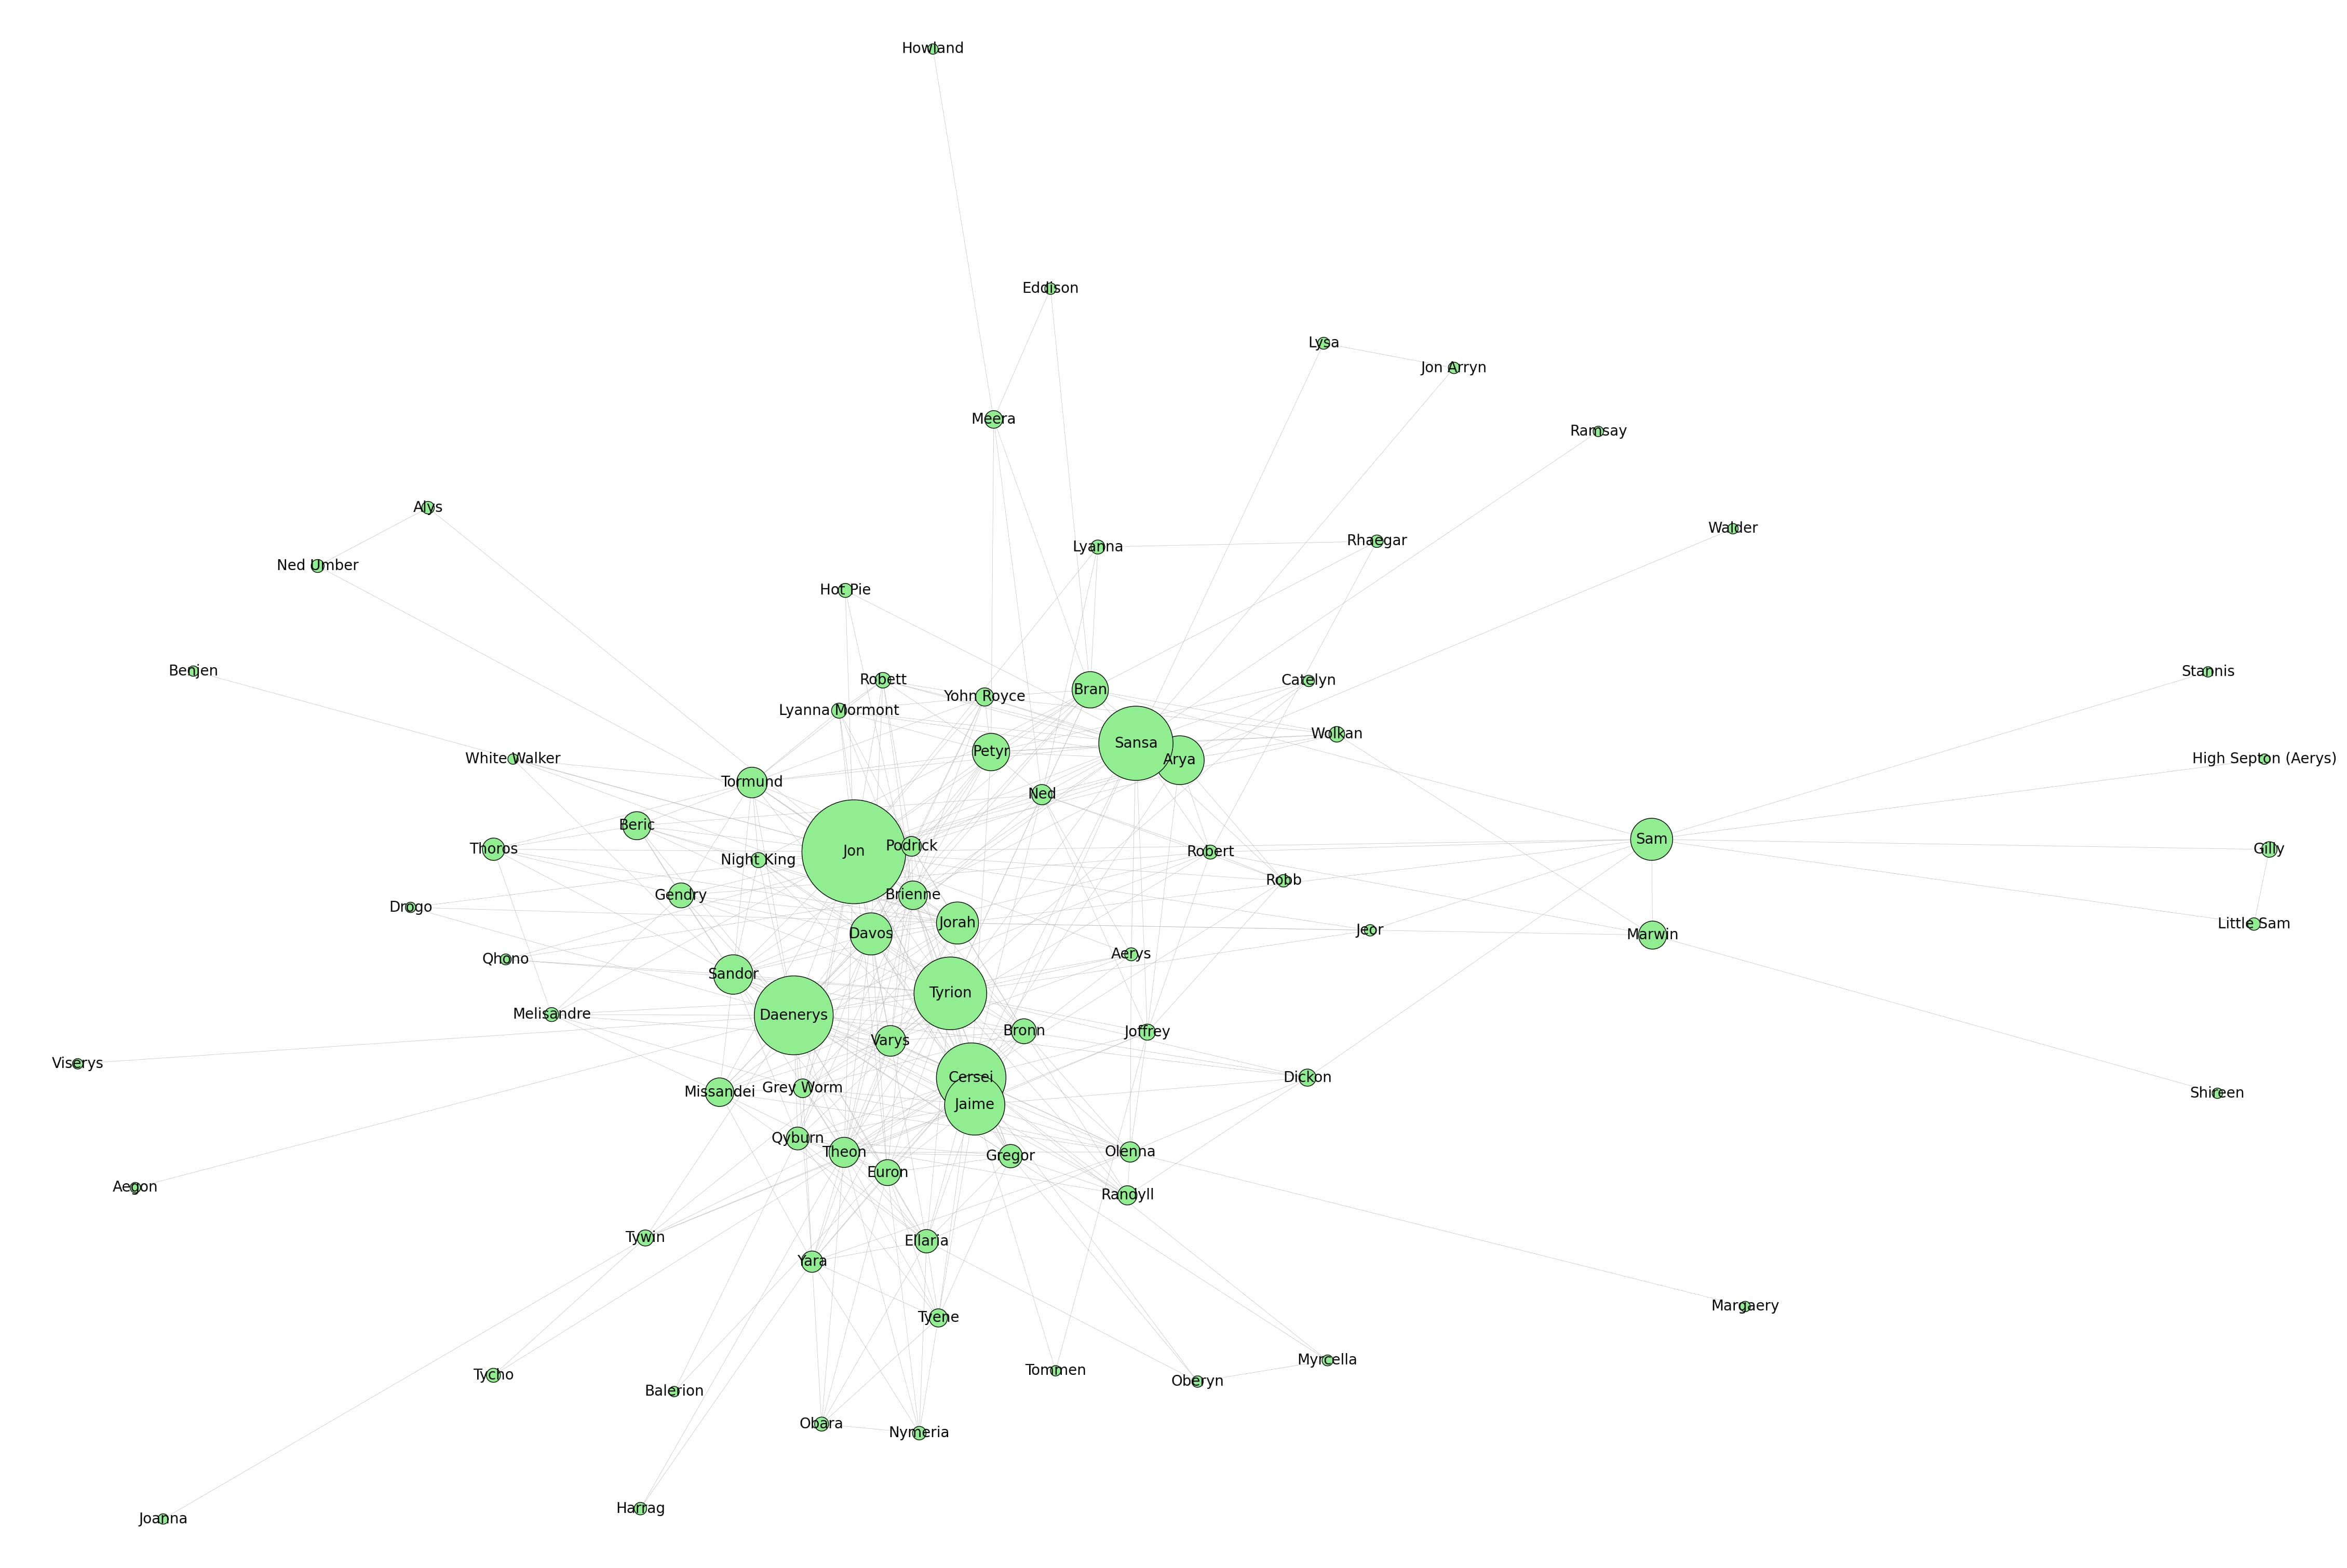 Howland
Eddison
Lysa
Jon Arryn
Meera
Ramsay
Alys
Walder
Rhaegar
Lyanna
Ned Umber
Hot Pie
Benjen
Stannis
Robett
Catelyn
Bran
Yohn Royce
Lyanna Mormont
Wolkan
Sansa
Petyr
White Walker
High Septon (Aerys)
Arya
Tormund
Ned
Beric
Sam
Podrick
Thoros
Jon
Robert
Gilly
Night King
Robb
Gendry
Brienne
Drogo
Jorah
Little Sam
Jeor
Davos
Marwin
Aerys
Qhono
Sandor
Tyrion
Melisandre
Daenerys
Bronn
Joffrey
Varys
Viserys
Cersei
Dickon
Grey Worm
Missandei
Shireen
Jaime
Qyburn
Theon
Olenna
Gregor
Euron
Aegon
Randyll
Tywin
Ellaria
Yara
Margaery
Tyene
Myrcella
Tommen
Tycho
Oberyn
Balerion
Obara
Nymeria
Harrag
Joanna